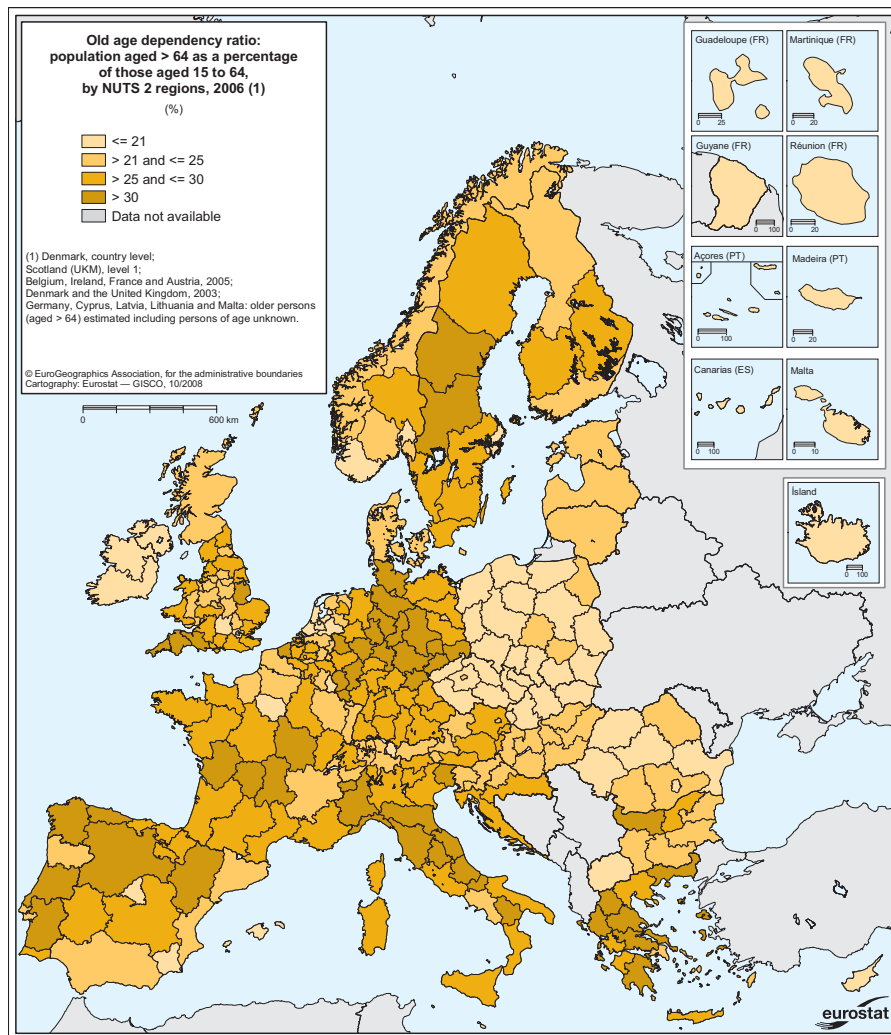 Old age dependency ratio:
population aged > 64 as a percentage
of those aged 15 to 64,
by NUTS 2 regions, 2006 (1)
(%)
<= 21
> 21 and <= 25
> 25 and <= 30
> 30
Data not available
(1) Denmark, country level;
Scotland (UKM), level 1;
Belgium, Ireland, France and Austria, 2005;
Denmark and the United Kingdom, 2003;
Germany, Cyprus, Latvia, Lithuania and Malta: older persons
(aged > 64) estimated including persons of age unknown.
© EuroGeographics Association, for the administrative boundaries
Cartography: Eurostat — GISCO, 10/2008
0 600 km
Guadeloupe (FR)
0 25
Martinique (FR)
0 20
Guyane (FR)
0 100
Réunion (FR)
0 20
Açores (PT)
0 100
Madeira (PT)
0 20
Canarias (ES)
0 100
Malta
0 10
Ísland
0 100
eurostat